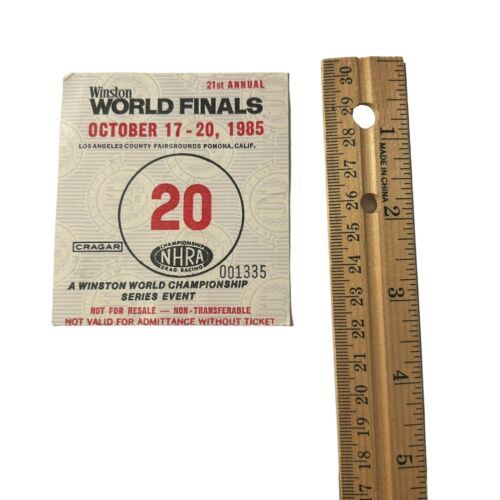 21st ANNUAL
Winston
WORLD FINALS
OCTOBER 17-20, 1985
LOS ANGELES COUNTY FAIRGROUNDS POMONA, CALIF.
20
CRAGAR
CHAMPIONSHIP
NHRA
DRAG RACING
001335
A WINSTON WORLD CHAMPIONSHIP
SERIES EVENT
NOT FOR RESALE — NON-TRANSFERABLE
NOT VALID FOR ADMITTANCE WITHOUT TICKET
30
29
28
27
26
25
24
23
22
21
20
19
18
17
1
MADE IN CHINA
2
3
4
5